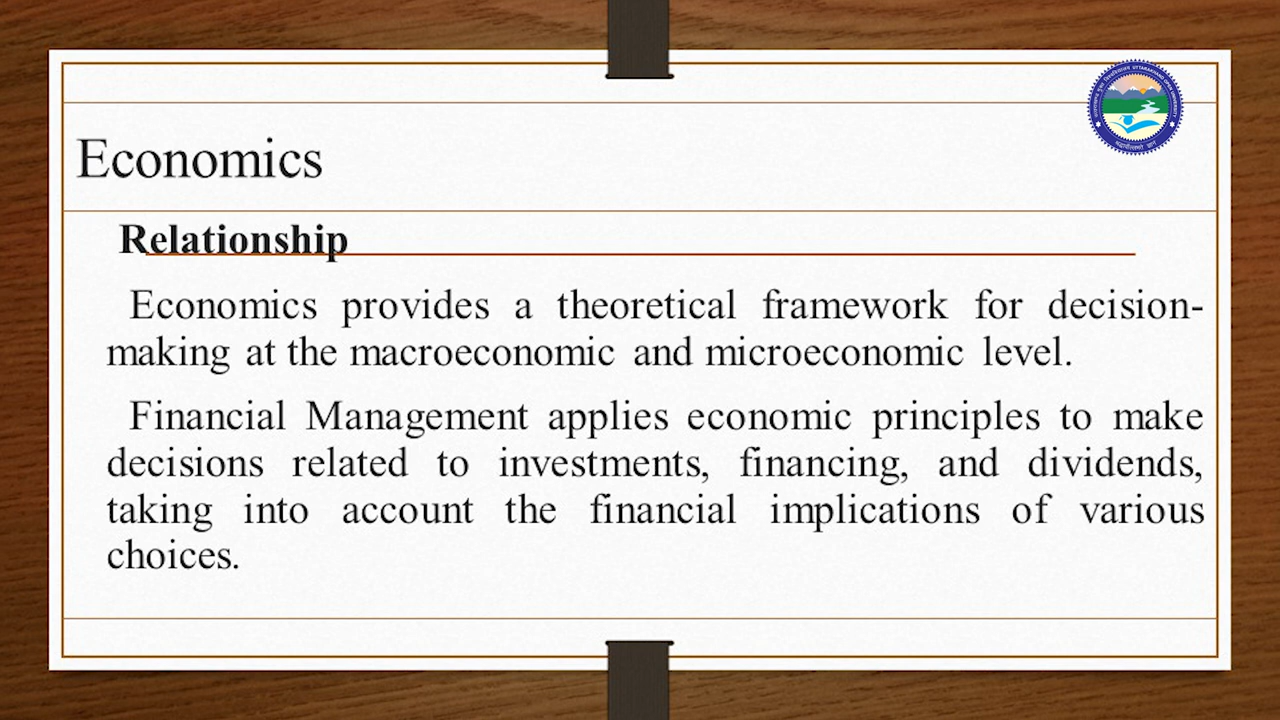 Economics
Relationship
Economics provides a theoretical framework for decision-
making at the macroeconomic and microeconomic level.
Financial Management applies economic principles to make
decisions related to investments, financing, and dividends,
taking into account the financial implications of various
choices.